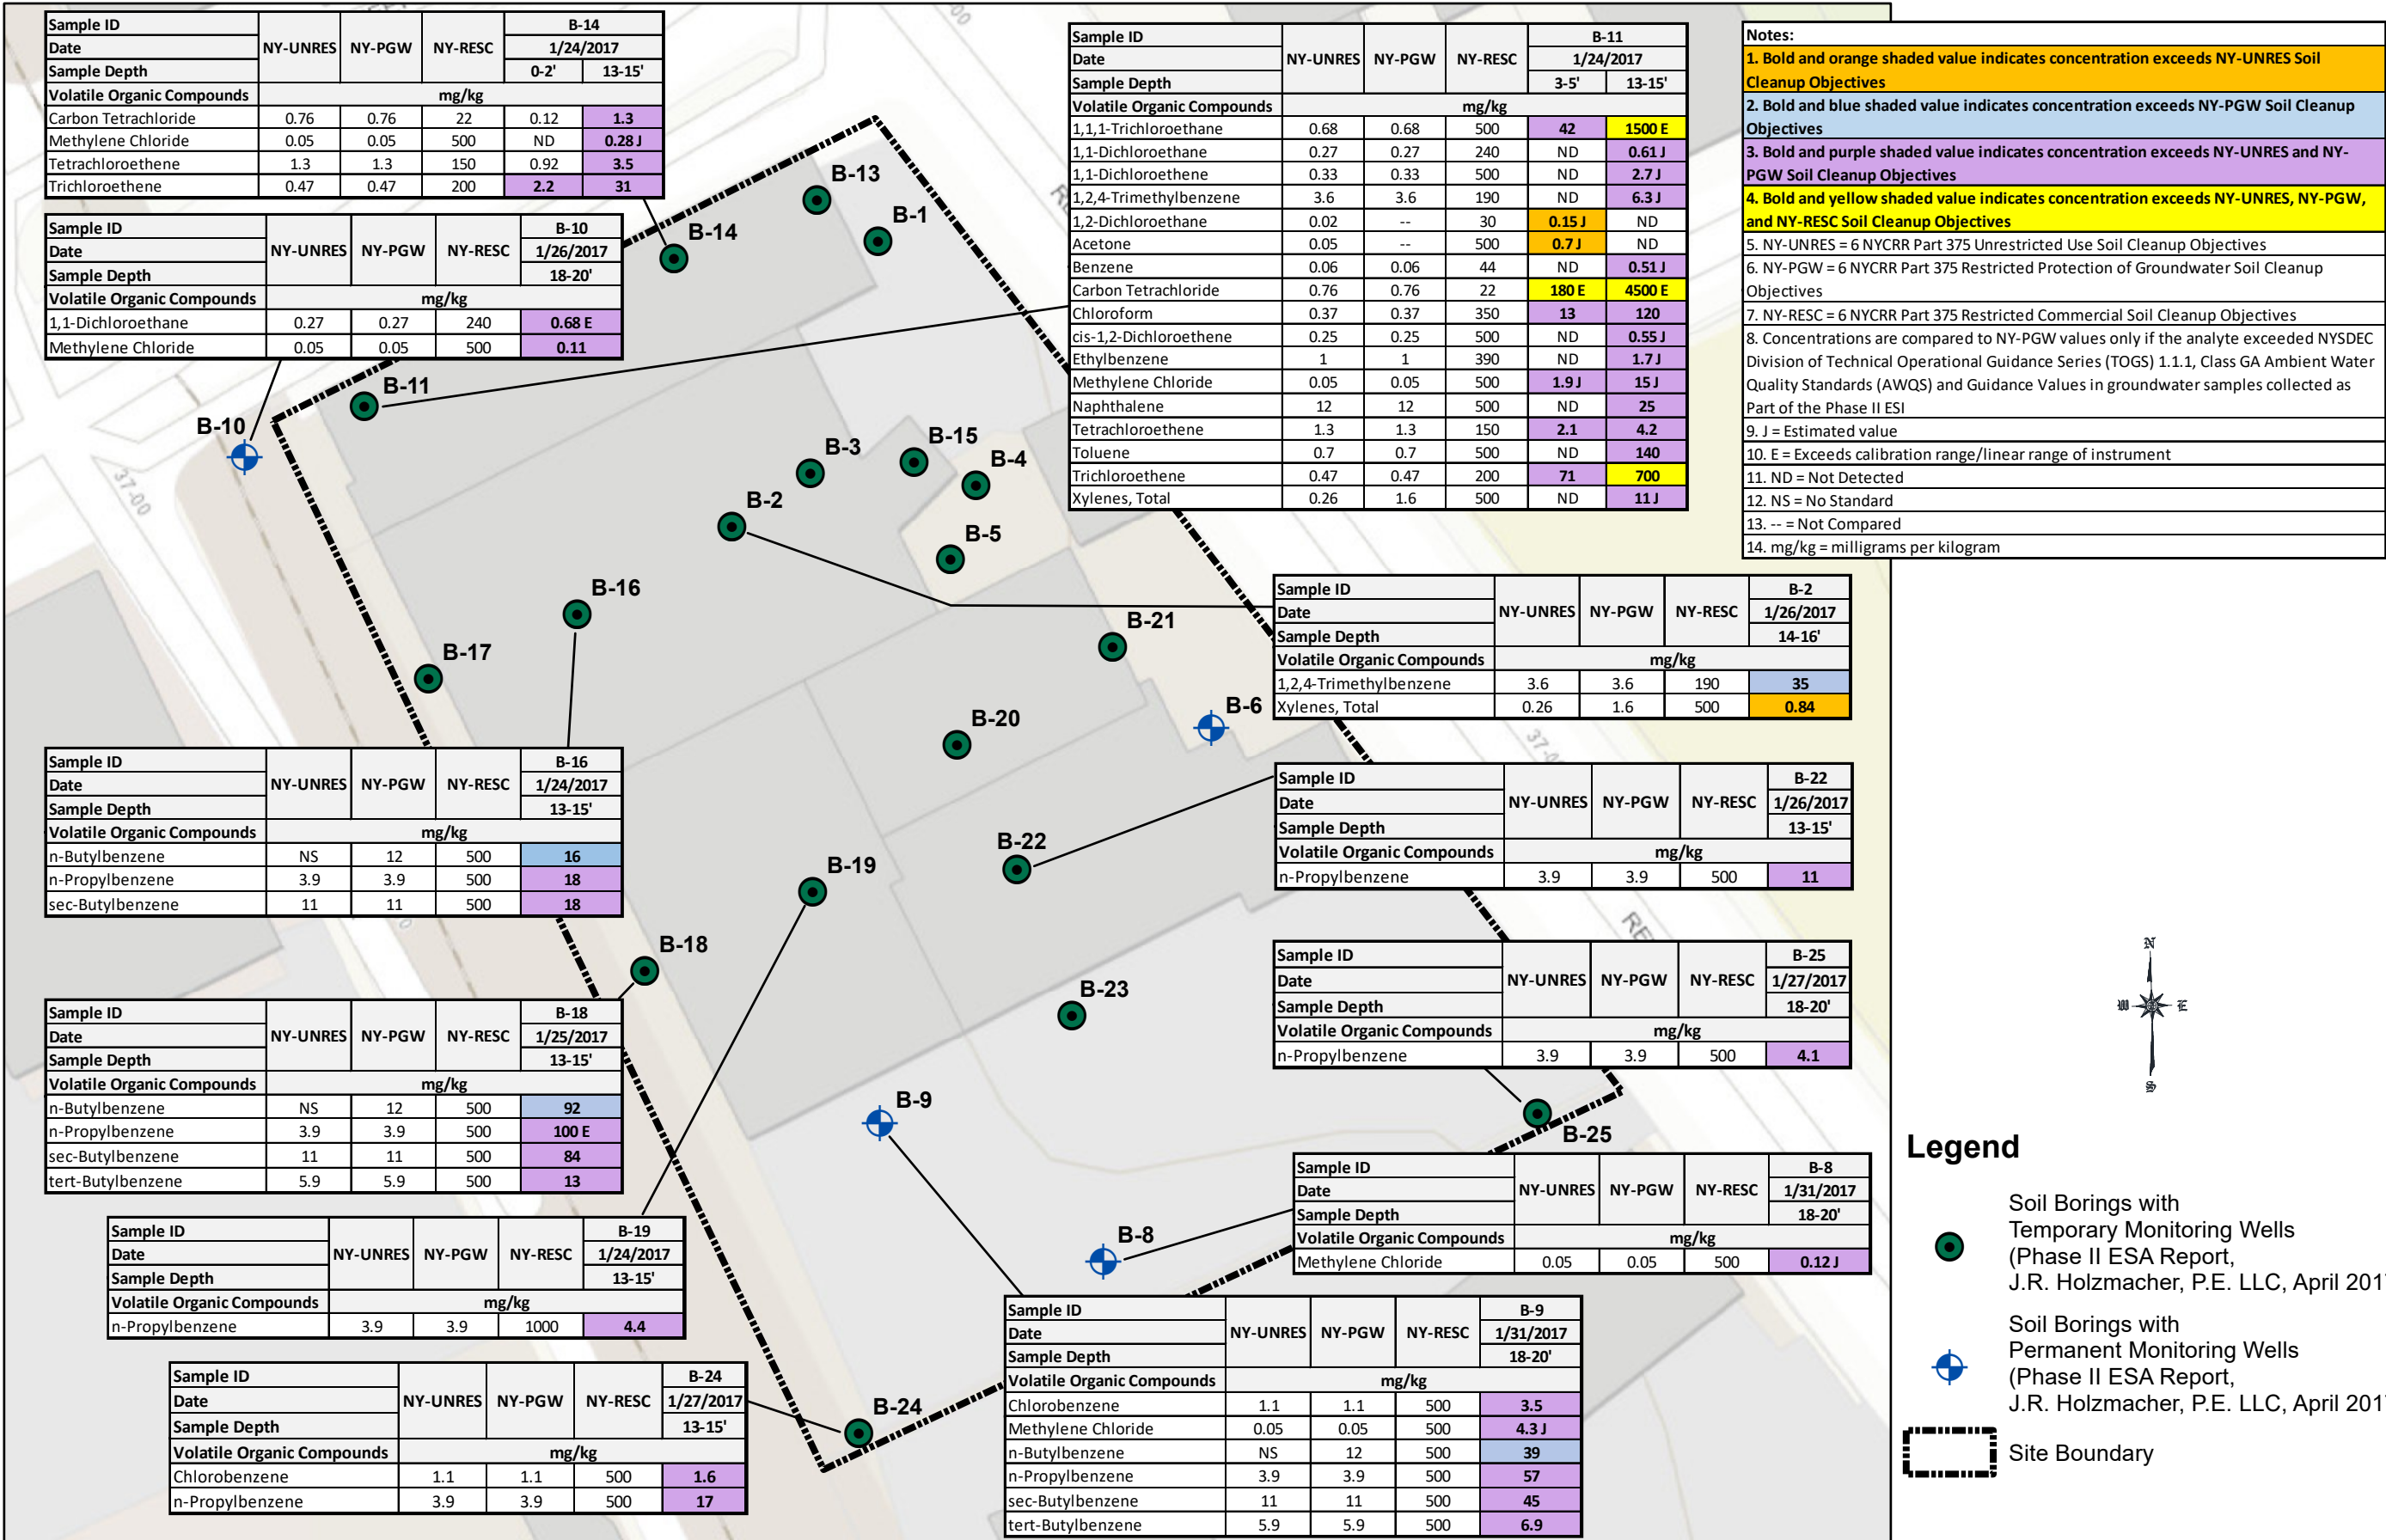 Sample ID NY-UNRES NY-PGW NY-RESC B-14
Date 1/24/2017
Sample Depth 0-2' 13-15'
Volatile Organic Compounds mg/kg
Carbon Tetrachloride 0.76 0.76 22 0.12 1.3
Methylene Chloride 0.05 0.05 500 ND 0.28 J
Tetrachloroethene 1.3 1.3 150 0.92 3.5
Trichloroethene 0.47 0.47 200 2.2 31
Sample ID NY-UNRES NY-PGW NY-RESC B-10
Date 1/26/2017
Sample Depth 18-20'
Volatile Organic Compounds mg/kg
1,1-Dichloroethane 0.27 0.27 240 0.68 E
Methylene Chloride 0.05 0.05 500 0.11
Sample ID NY-UNRES NY-PGW NY-RESC B-11
Date 1/24/2017
Sample Depth 3-5' 13-15'
Volatile Organic Compounds mg/kg
1,1,1-Trichloroethane 0.68 0.68 500 42 1500 E
1,1-Dichloroethane 0.27 0.27 240 ND 0.61 J
1,1-Dichloroethene 0.33 0.33 500 ND 2.7 J
1,2,4-Trimethylbenzene 3.6 3.6 190 ND 6.3 J
1,2-Dichloroethane 0.02 -- 30 0.15 J ND
Acetone 0.05 -- 500 0.7 J ND
Benzene 0.06 0.06 44 ND 0.51 J
Carbon Tetrachloride 0.76 0.76 22 180 E 4500 E
Chloroform 0.37 0.37 350 13 120
cis-1,2-Dichloroethene 0.25 0.25 500 ND 0.55 J
Ethylbenzene 1 1 390 ND 1.7 J
Methylene Chloride 0.05 0.05 500 1.9 J 15 J
Naphthalene 12 12 500 ND 25
Tetrachloroethene 1.3 1.3 150 2.1 4.2
Toluene 0.7 0.7 500 ND 140
Trichloroethene 0.47 0.47 200 71 700
Xylenes, Total 0.26 1.6 500 ND 11 J
Notes:
1. Bold and orange shaded value indicates concentration exceeds NY-UNRES Soil
Cleanup Objectives
2. Bold and blue shaded value indicates concentration exceeds NY-PGW Soil Cleanup
Objectives
3. Bold and purple shaded value indicates concentration exceeds NY-UNRES and NY-
PGW Soil Cleanup Objectives
4. Bold and yellow shaded value indicates concentration exceeds NY-UNRES, NY-PGW,
and NY-RESC Soil Cleanup Objectives
5. NY-UNRES = 6 NYCRR Part 375 Unrestricted Use Soil Cleanup Objectives
6. NY-PGW = 6 NYCRR Part 375 Restricted Protection of Groundwater Soil Cleanup
Objectives
7. NY-RESC = 6 NYCRR Part 375 Restricted Commercial Soil Cleanup Objectives
8. Concentrations are compared to NY-PGW values only if the analyte exceeded NYSDEC
Division of Technical Operational Guidance Series (TOGS) 1.1.1, Class GA Ambient Water
Quality Standards (AWQS) and Guidance Values in groundwater samples collected as
Part of the Phase II ESI
9. J = Estimated value
10. E = Exceeds calibration range/linear range of instrument
11. ND = Not Detected
12. NS = No Standard
13. -- = Not Compared
14. mg/kg = milligrams per kilogram
B-13
B-1
B-14
B-11
B-10
B-15
B-3
B-4
B-2
B-5
B-16
B-21
B-17
B-6
B-20
B-22
B-19
B-18
B-23
B-9
B-25
B-8
B-24
37-00
Sample ID NY-UNRES NY-PGW NY-RESC B-2
Date 1/26/2017
Sample Depth 14-16'
Volatile Organic Compounds mg/kg
1,2,4-Trimethylbenzene 3.6 3.6 190 35
Xylenes, Total 0.26 1.6 500 0.84
Sample ID NY-UNRES NY-PGW NY-RESC B-16
Date 1/24/2017
Sample Depth 13-15'
Volatile Organic Compounds mg/kg
n-Butylbenzene NS 12 500 16
n-Propylbenzene 3.9 3.9 500 18
sec-Butylbenzene 11 11 500 18
Sample ID NY-UNRES NY-PGW NY-RESC B-22
Date 1/26/2017
Sample Depth 13-15'
Volatile Organic Compounds mg/kg
n-Propylbenzene 3.9 3.9 500 11
Sample ID NY-UNRES NY-PGW NY-RESC B-25
Date 1/27/2017
Sample Depth 18-20'
Volatile Organic Compounds mg/kg
n-Propylbenzene 3.9 3.9 500 4.1
Sample ID NY-UNRES NY-PGW NY-RESC B-18
Date 1/25/2017
Sample Depth 13-15'
Volatile Organic Compounds mg/kg
n-Butylbenzene NS 12 500 92
n-Propylbenzene 3.9 3.9 500 100 E
sec-Butylbenzene 11 11 500 84
tert-Butylbenzene 5.9 5.9 500 13
Sample ID NY-UNRES NY-PGW NY-RESC B-8
Date 1/31/2017
Sample Depth 18-20'
Volatile Organic Compounds mg/kg
Methylene Chloride 0.05 0.05 500 0.12 J
Sample ID NY-UNRES NY-PGW NY-RESC B-19
Date 1/24/2017
Sample Depth 13-15'
Volatile Organic Compounds mg/kg
n-Propylbenzene 3.9 3.9 1000 4.4
Sample ID NY-UNRES NY-PGW NY-RESC B-9
Date 1/31/2017
Sample Depth 18-20'
Volatile Organic Compounds mg/kg
Chlorobenzene 1.1 1.1 500 3.5
Methylene Chloride 0.05 0.05 500 4.3 J
n-Butylbenzene NS 12 500 39
n-Propylbenzene 3.9 3.9 500 57
sec-Butylbenzene 11 11 500 45
tert-Butylbenzene 5.9 5.9 500 6.9
Sample ID NY-UNRES NY-PGW NY-RESC B-24
Date 1/27/2017
Sample Depth 13-15'
Volatile Organic Compounds mg/kg
Chlorobenzene 1.1 1.1 500 1.6
n-Propylbenzene 3.9 3.9 500 17
N
W E
S
Legend
Soil Borings with
Temporary Monitoring Wells
(Phase II ESA Report,
J.R. Holzmacher, P.E. LLC, April 201
Soil Borings with
Permanent Monitoring Wells
(Phase II ESA Report,
J.R. Holzmacher, P.E. LLC, April 201
Site Boundary